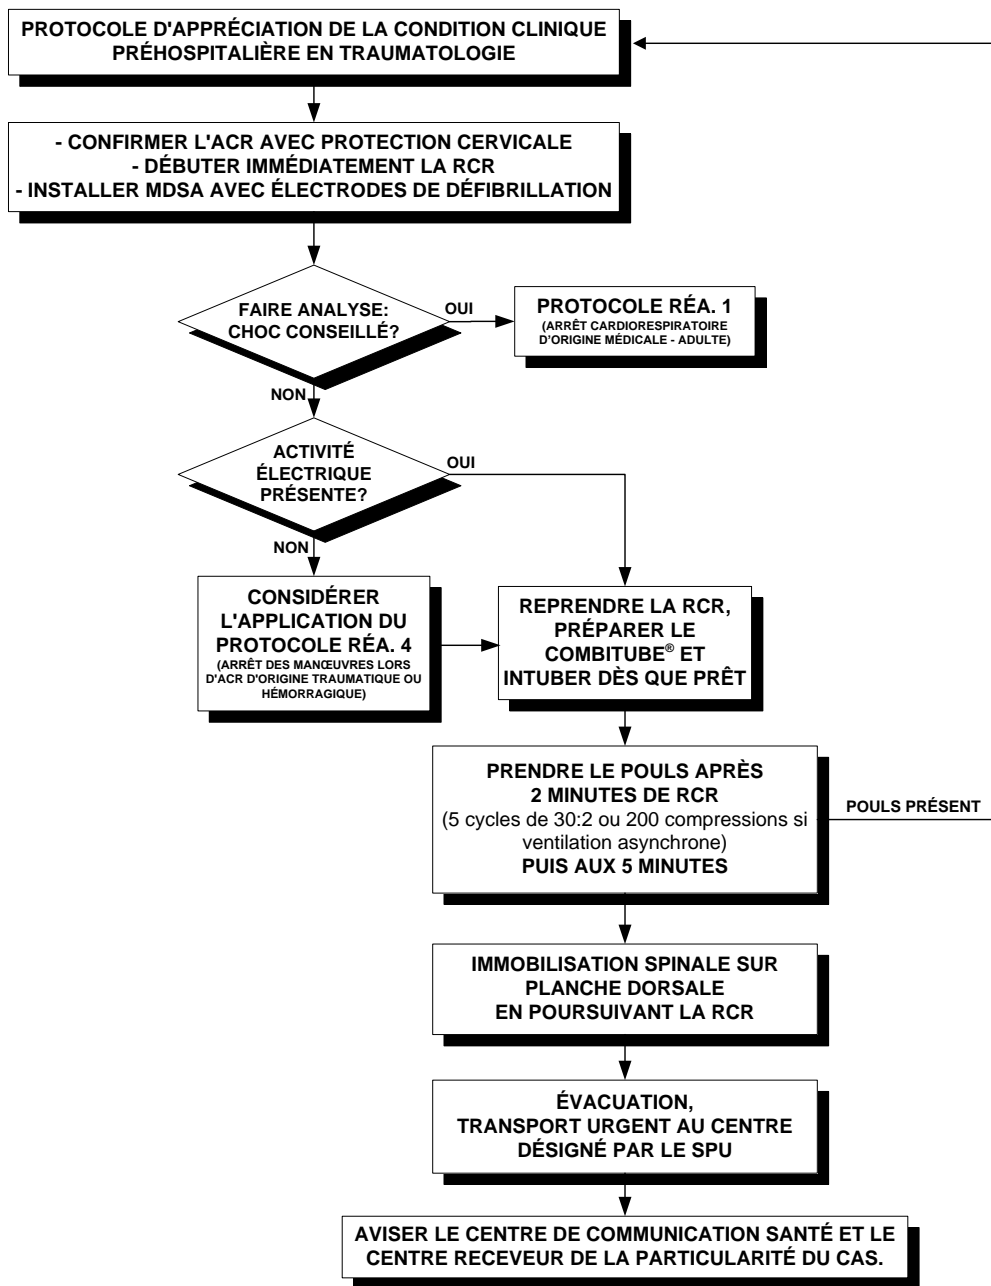 PROTOCOLE D'APPRÉCIATION DE LA CONDITION CLINIQUE
PRÉHOSPITALIÈRE EN TRAUMATOLOGIE
- CONFIRMER L'ACR AVEC PROTECTION CERVICALE
- DÉBUTER IMMÉDIATEMENT LA RCR
- INSTALLER MDSA AVEC ÉLECTRODES DE DÉFIBRILLATION
FAIRE ANALYSE:
CHOC CONSEILLÉ?
OUI
PROTOCOLE RÉA. 1
(ARRÊT CARDIORESPIRATOIRE
D'ORIGINE MÉDICALE - ADULTE)
NON
ACTIVITÉ
ÉLECTRIQUE
PRÉSENTE?
OUI
NON
CONSIDÉRER
L'APPLICATION DU
PROTOCOLE RÉA. 4
(ARRÊT DES MANŒUVRES LORS
D'ACR D'ORIGINE TRAUMATIQUE OU
HÉMORRAGIQUE)
REPRENDRE LA RCR,
PRÉPARER LE
COMBITUBE® ET
INTUBER DÈS QUE PRÊT
PRENDRE LE POULS APRÈS
2 MINUTES DE RCR
(5 cycles de 30:2 ou 200 compressions si
ventilation asynchrone)
PUIS AUX 5 MINUTES
POULS PRÉSENT
IMMOBILISATION SPINALE SUR
PLANCHE DORSALE
EN POURSUIVANT LA RCR
ÉVACUATION,
TRANSPORT URGENT AU CENTRE
DÉSIGNÉ PAR LE SPU
AVISER LE CENTRE DE COMMUNICATION SANTÉ ET LE
CENTRE RECEVEUR DE LA PARTICULARITÉ DU CAS.